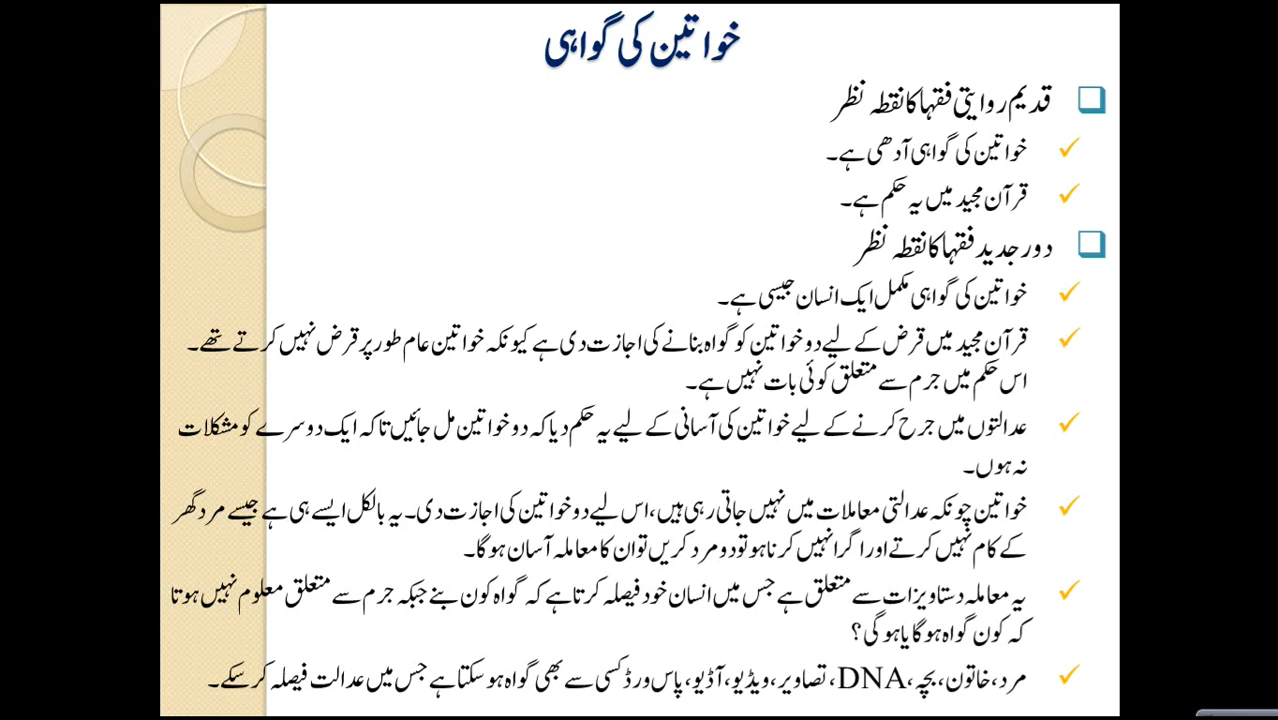 خواتین کی گواہی
قدیم روایتی فقہا کا نقطہ نظر
خواتین کی گواہی آدھی ہے۔
قرآن مجید میں یہ حکم ہے۔
دور جدید فقہا کا نقطہ نظر
خواتین کی گواہی مکمل ایک انسان جیسی ہے۔
قرآن مجید میں قرض کے لیے دو خواتین کو گواہ بنانے کی اجازت دی ہے کیونکہ خواتین عام طور پر قرض نہیں کرتے تھے۔
اس حکم میں جرم سے متعلق کوئی بات نہیں ہے۔
عدالتوں میں جرح کرنے کے لیے خواتین کی آسانی کے لیے یہ حکم دیا کہ دو خواتین مل جائیں تاکہ ایک دوسرے کو مشکلات
نہ ہوں۔
خواتین چونکہ عدالتی معاملات میں نہیں جاتی رہی ہیں، اس لیے دو خواتین کی اجازت دی۔ یہ بالکل ایسے ہی ہے جیسے مرد گھر
کے کام نہیں کرتے اور اگر انہیں کرنا ہو تو دو مرد کریں تو ان کا معاملہ آسان ہو گا۔
یہ معاملہ دستاویزات سے متعلق ہے جس میں انسان خود فیصلہ کرتا ہے کہ گواہ کون بنے جبکہ جرم سے متعلق معلوم نہیں ہوتا
کہ کون گواہ ہو گا یا ہو گی؟
مرد، خاتون، بچہ، DNA، تصاویر، ویڈیو، آڈیو، پاس ورڈ کسی سے بھی گواہ ہو سکتا ہے جس میں عدالت فیصلہ کر سکے۔